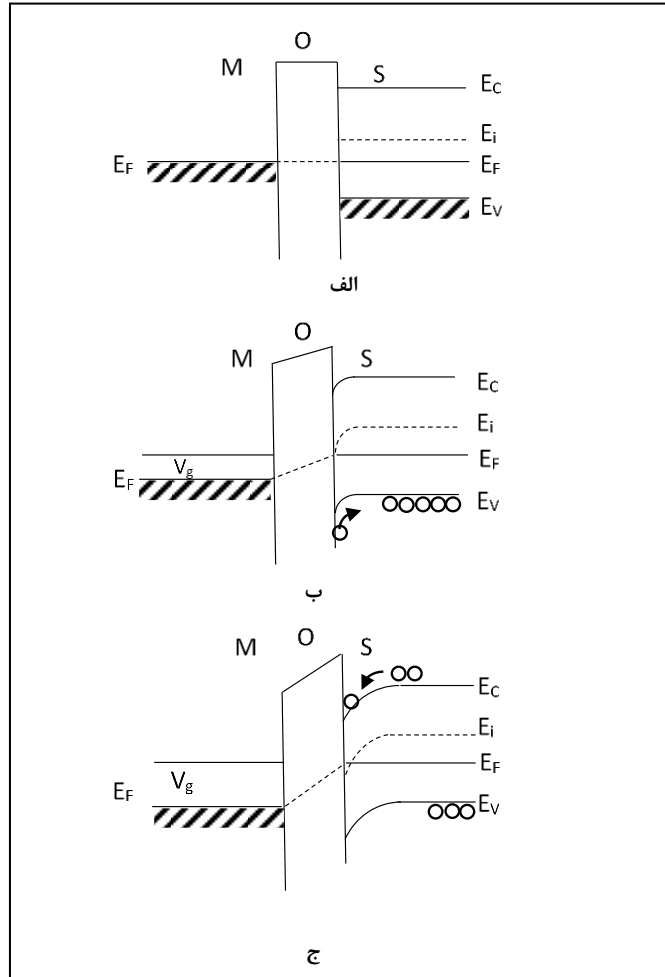 M O S
E_C
E_i
E_F E_F
E_V
الف
M O S
E_C
E_i
E_F
V_g
E_F
E_V
ب
M O S
E_C
E_i
E_F
V_g
E_F
E_V
ج